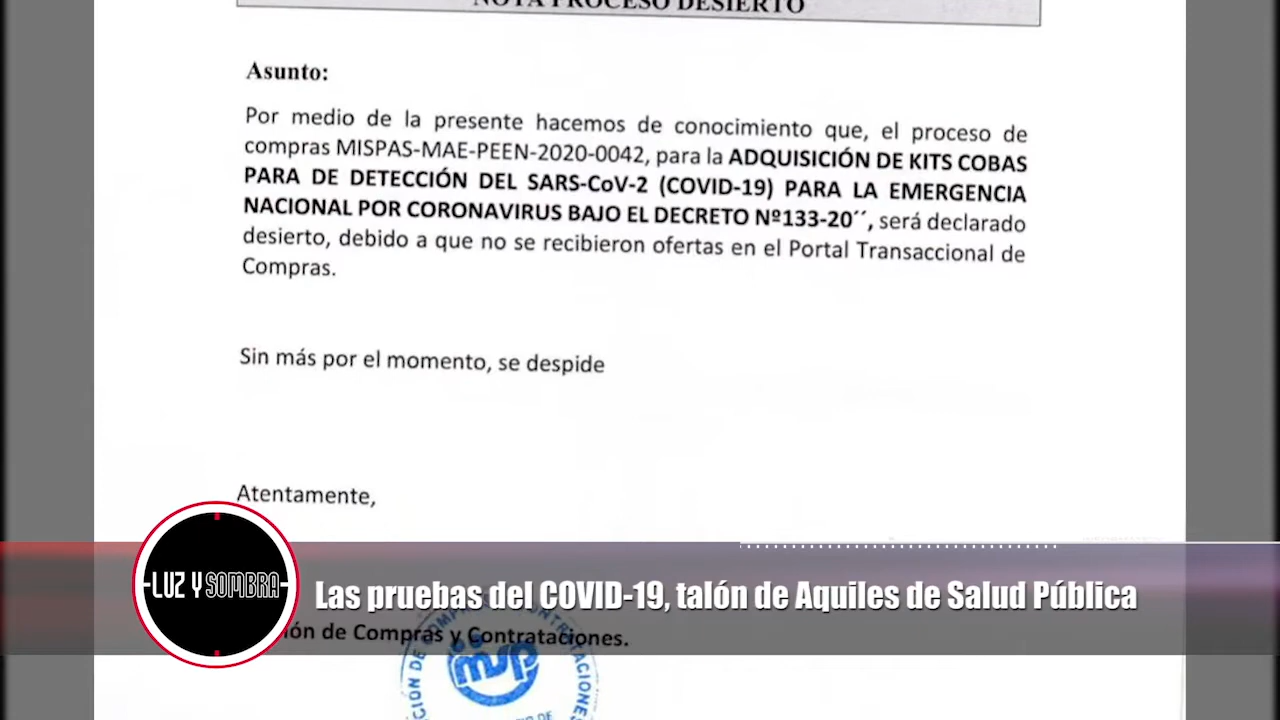 NOTA PROCESO DESIERTO
Asunto:
Por medio de la presente hacemos de conocimiento que, el proceso de
compras MISPAS-MAE-PEEN-2020-0042, para la ADQUISICIÓN DE KITS COBAS
PARA DE DETECCIÓN DEL SARS-CoV-2 (COVID-19) PARA LA EMERGENCIA
NACIONAL POR CORONAVIRUS BAJO EL DECRETO Nº133-20´´, será declarado
desierto, debido a que no se recibieron ofertas en el Portal Transaccional de
Compras.
Sin más por el momento, se despide
Atentamente,
LUZ Y SOMBRA
Las pruebas del COVID-19, talón de Aquiles de Salud Pública
de Compras y Contrataciones.
msp